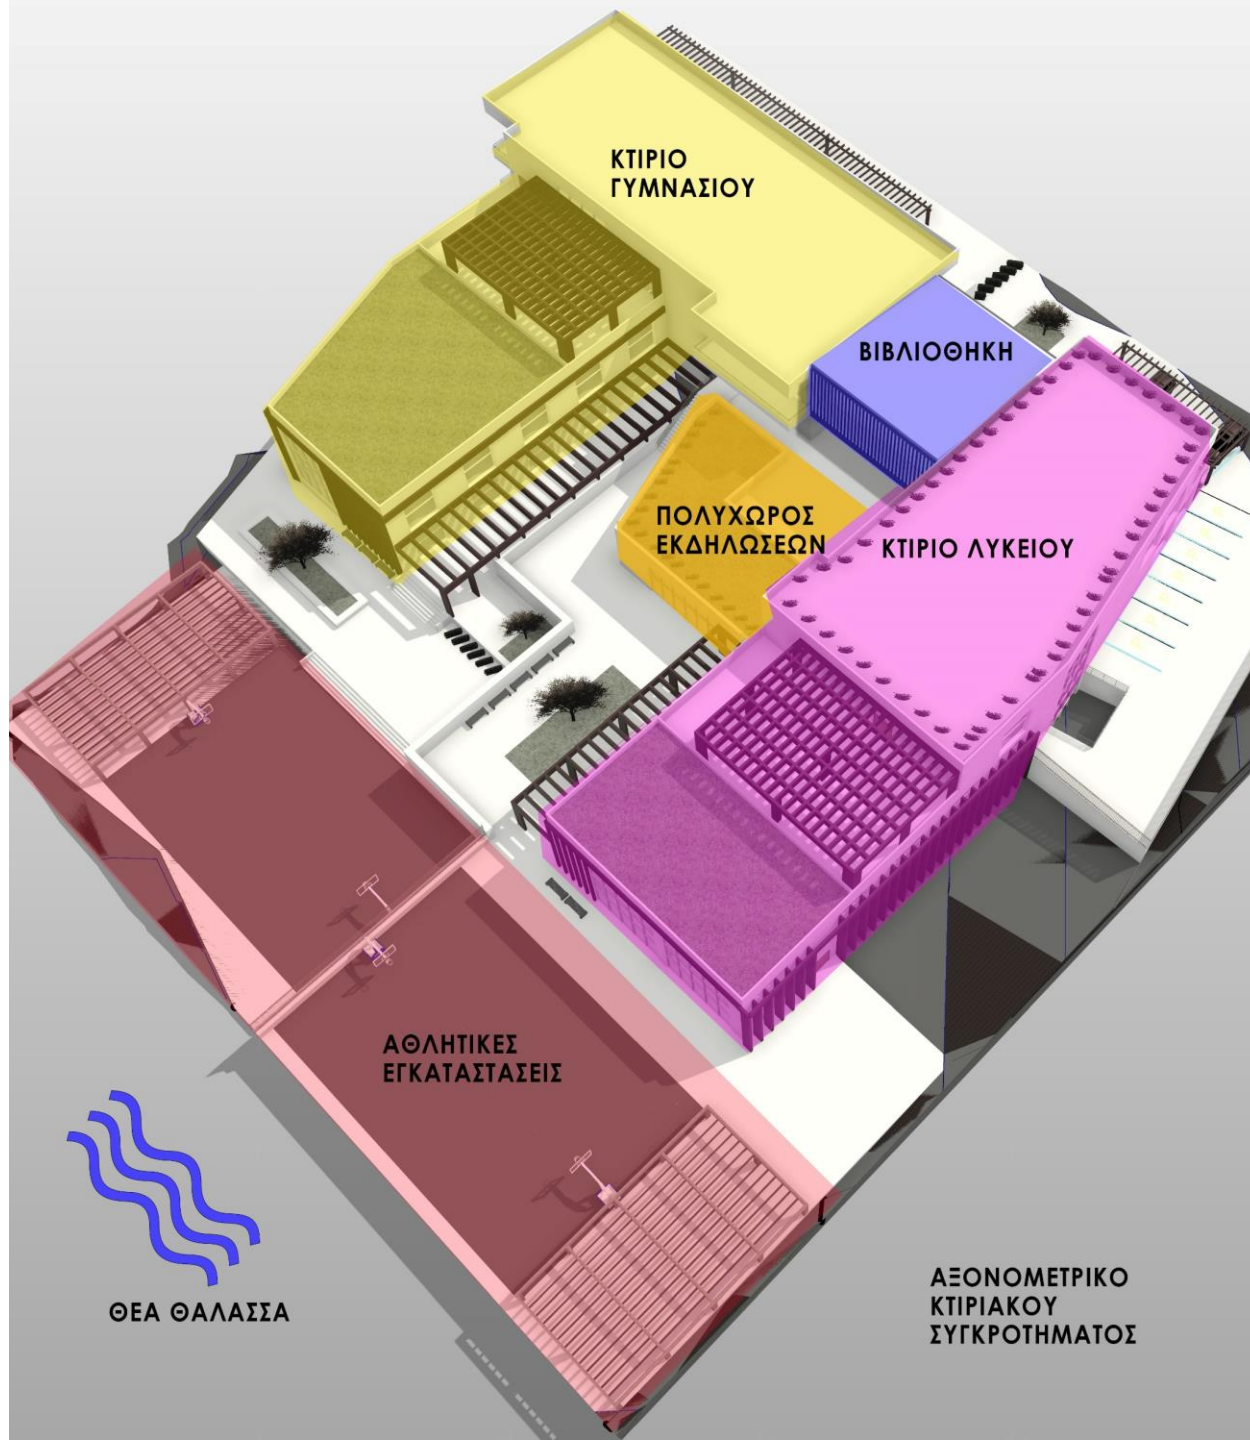 ΚΤΙΡΙΟ
ΓΥΜΝΑΣΙΟΥ
ΒΙΒΛΙΟΘΗΚΗ
ΠΟΛΥΧΩΡΟΣ
ΕΚΔΗΛΩΣΕΩΝ
ΚΤΙΡΙΟ ΛΥΚΕΙΟΥ
ΑΘΛΗΤΙΚΕΣ
ΕΓΚΑΤΑΣΤΑΣΕΙΣ
ΘΕΑ ΘΑΛΑΣΣΑ
ΑΞΟΝΟΜΕΤΡΙΚΟ
ΚΤΙΡΙΑΚΟΥ
ΣΥΓΚΡΟΤΗΜΑΤΟΣ